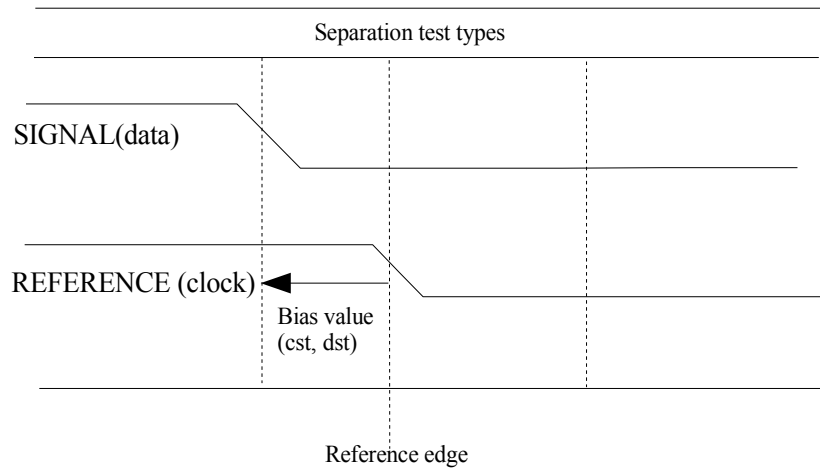 Separation test types
SIGNAL(data)
REFERENCE (clock)
Bias value
(cst, dst)
Reference edge